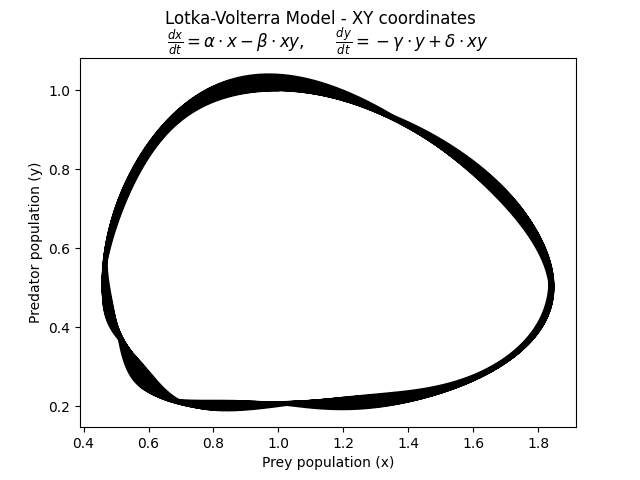 Lotka-Volterra Model - XY coordinates
dx/dt = α · x − β · xy,   dy/dt = −γ · y + δ · xy
Predator population (y)
1.0
0.8
0.6
0.4
0.2
0.4 0.6 0.8 1.0 1.2 1.4 1.6 1.8
Prey population (x)